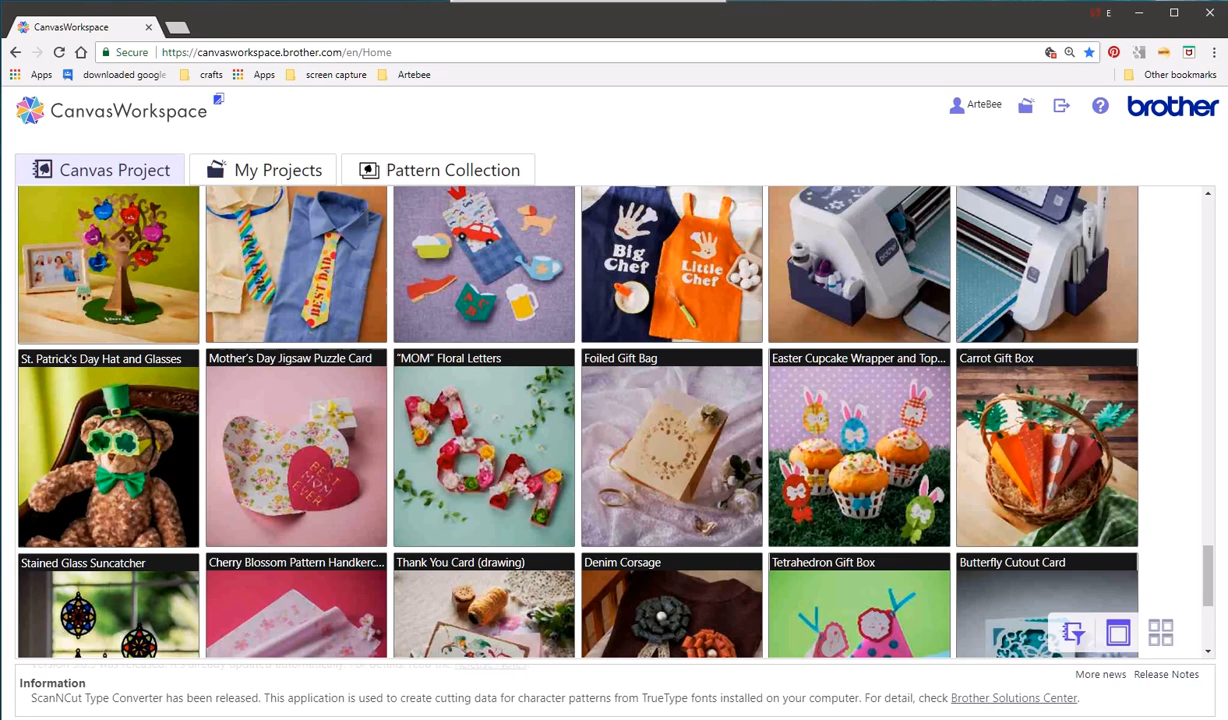 CanvasWorkspace
E
Secure https://canvasworkspace.brother.com/en/Home
Apps downloaded google crafts Apps screen capture Artebee Other bookmarks
CanvasWorkspace
ArteBee
brother
Canvas Project My Projects Pattern Collection
BEST DAD
Big Chef
Little Chef
St. Patrick's Day Hat and Glasses Mother's Day Jigsaw Puzzle Card "MOM" Floral Letters Foiled Gift Bag Easter Cupcake Wrapper and Top... Carrot Gift Box
BEST MOM EVER
MOM
Stained Glass Suncatcher Cherry Blossom Pattern Handkerc... Thank You Card (drawing) Denim Corsage Tetrahedron Gift Box Butterfly Cutout Card
More news Release Notes
Information
ScanNCut Type Converter has been released. This application is used to create cutting data for character patterns from TrueType fonts installed on your computer. For detail, check Brother Solutions Center.